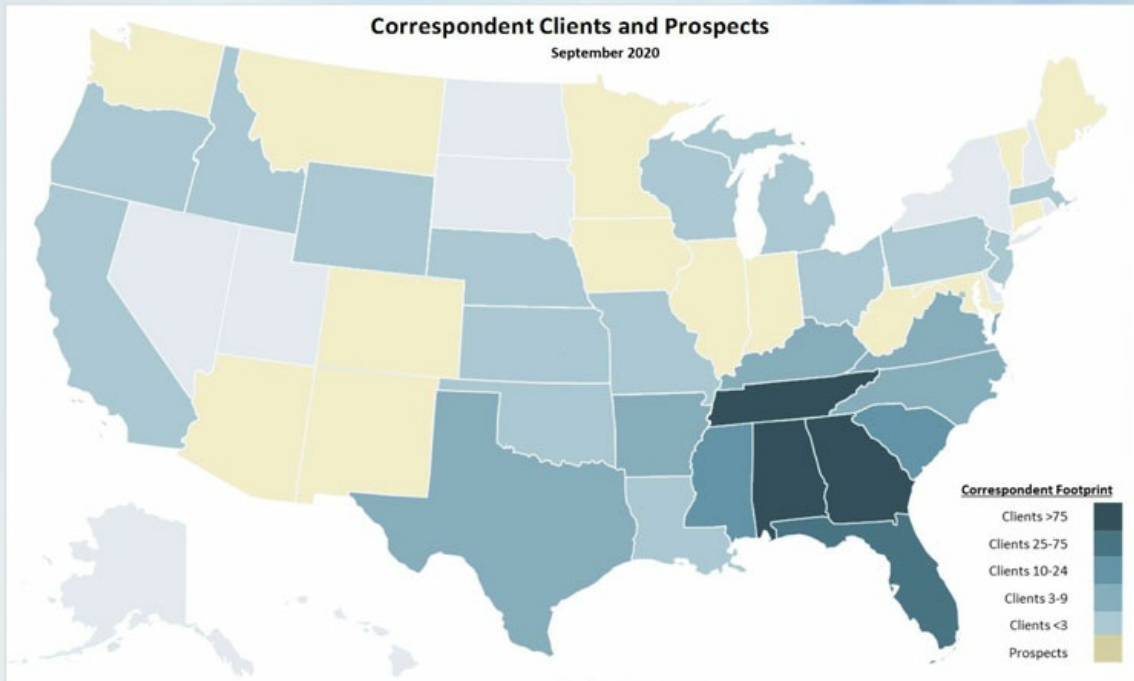 Correspondent Clients and Prospects
September 2020
Correspondent Footprint
Clients >75
Clients 25-75
Clients 10-24
Clients 3-9
Clients <3
Prospects